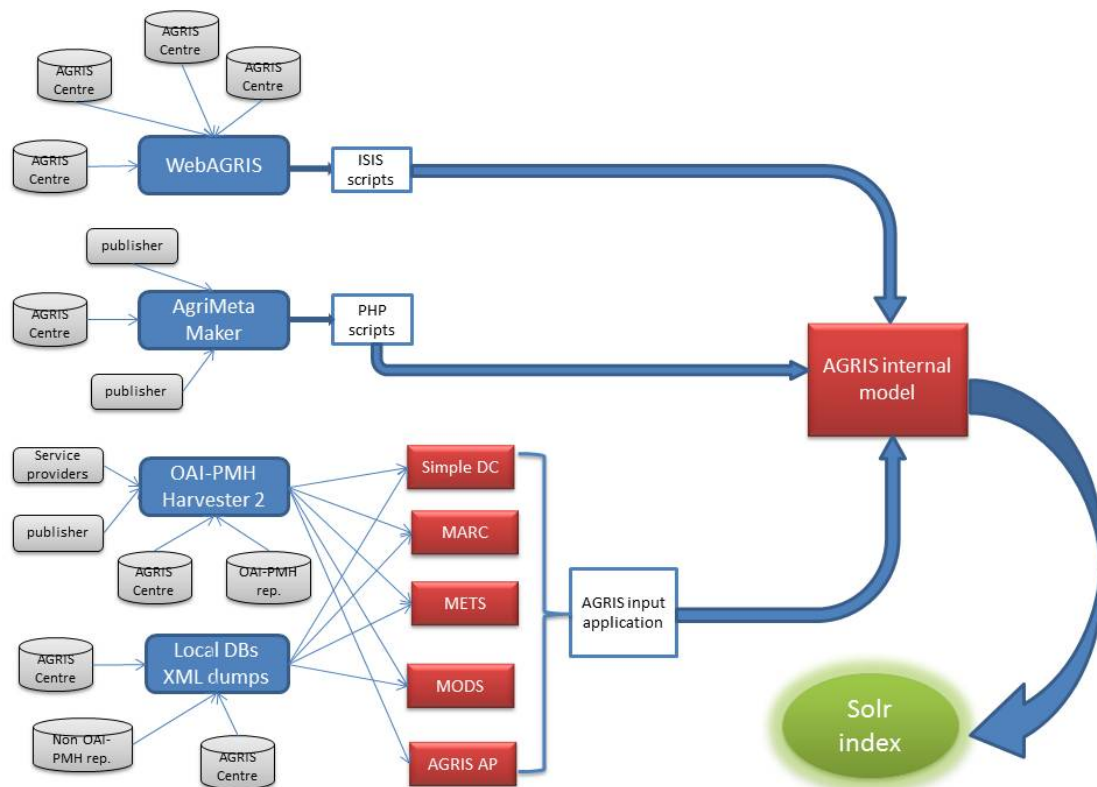 AGRIS
Centre
AGRIS
Centre
AGRIS
Centre
AGRIS
Centre
WebAGRIS
ISIS
scripts
publisher
AGRIS
Centre
AgriMeta
Maker
PHP
scripts
publisher
AGRIS internal
model
Service
providers
publisher
OAI-PMH
Harvester 2
AGRIS
Centre
OAI-PMH
rep.
Simple DC
MARC
METS
MODS
AGRIS AP
AGRIS input
application
AGRIS
Centre
Local DBs
XML dumps
Non OAI-
PMH rep.
AGRIS
Centre
Solr
index